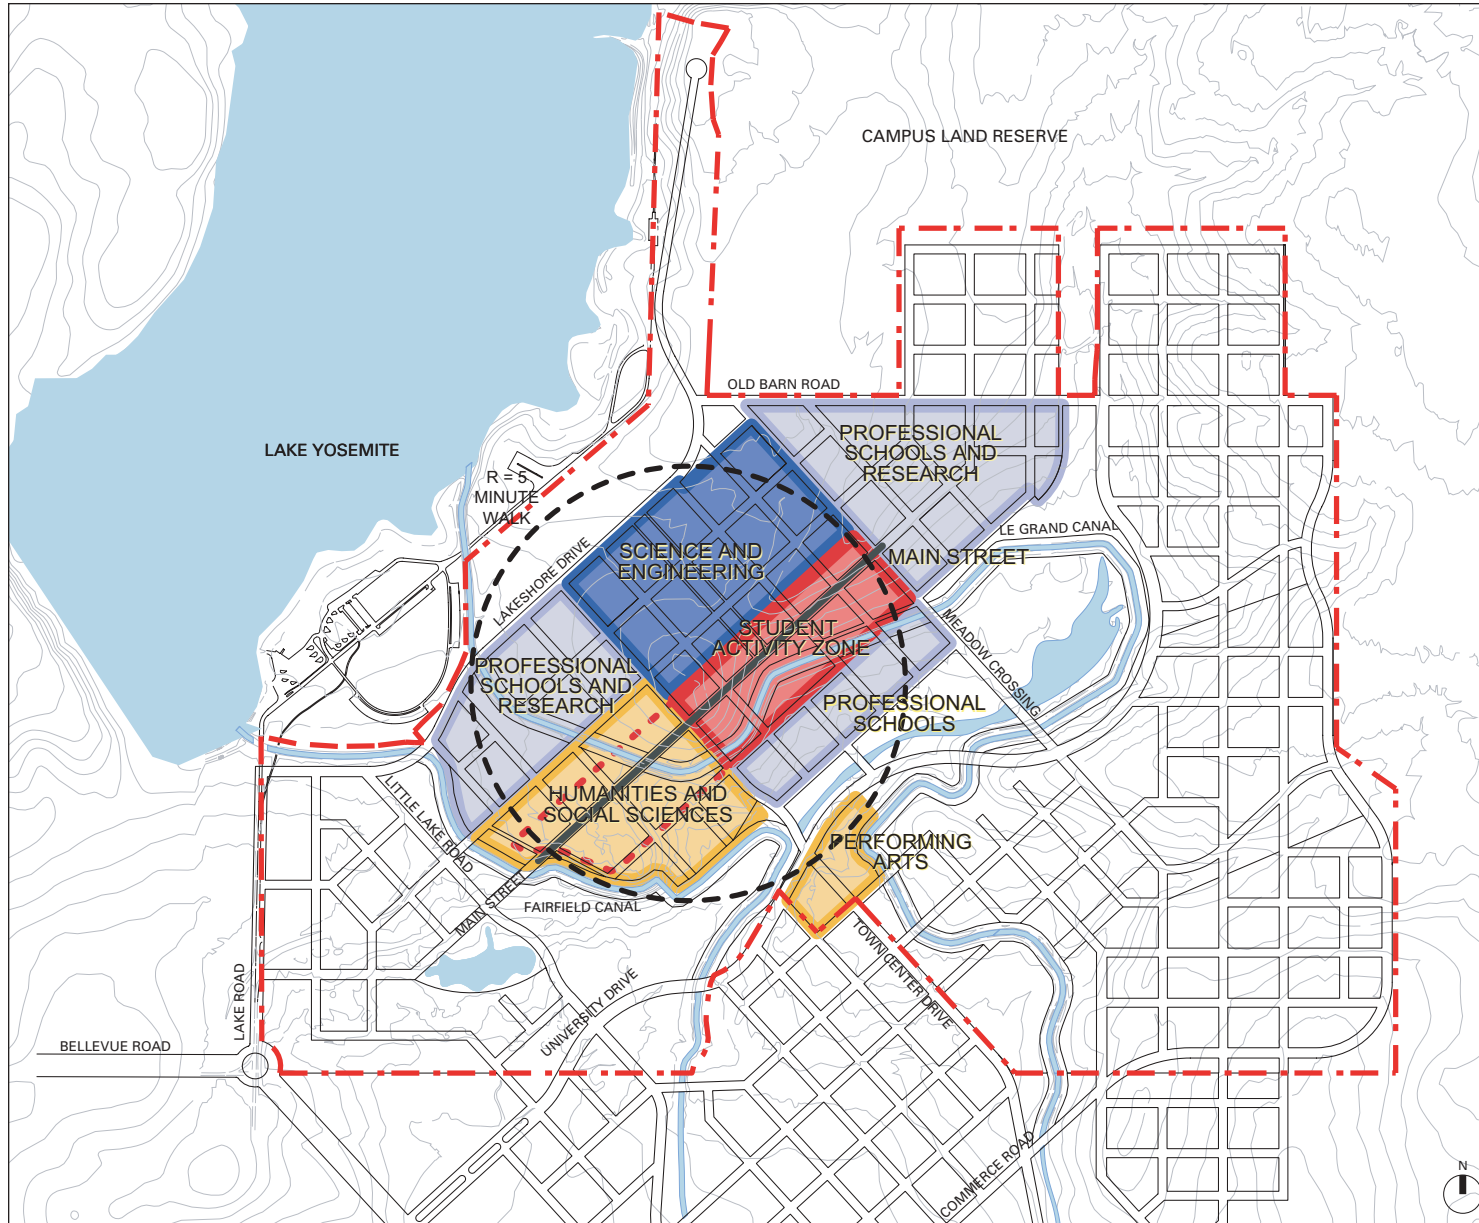 CAMPUS LAND RESERVE
OLD BARN ROAD
LAKE YOSEMITE
PROFESSIONAL
SCHOOLS AND
RESEARCH
R = 5
MINUTE
WALK
LE GRAND CANAL
LAKESHORE DRIVE
SCIENCE AND
ENGINEERING
MAIN STREET
STUDENT
ACTIVITY ZONE
MEADOW CROSSING
PROFESSIONAL
SCHOOLS AND
RESEARCH
PROFESSIONAL
SCHOOLS
LITTLE LAKE ROAD
HUMANITIES AND
SOCIAL SCIENCES
PERFORMING
ARTS
MAIN STREET
FAIRFIELD CANAL
TOWN CENTER DRIVE
LAKE ROAD
UNIVERSITY DRIVE
BELLEVUE ROAD
COMMERCE ROAD
N